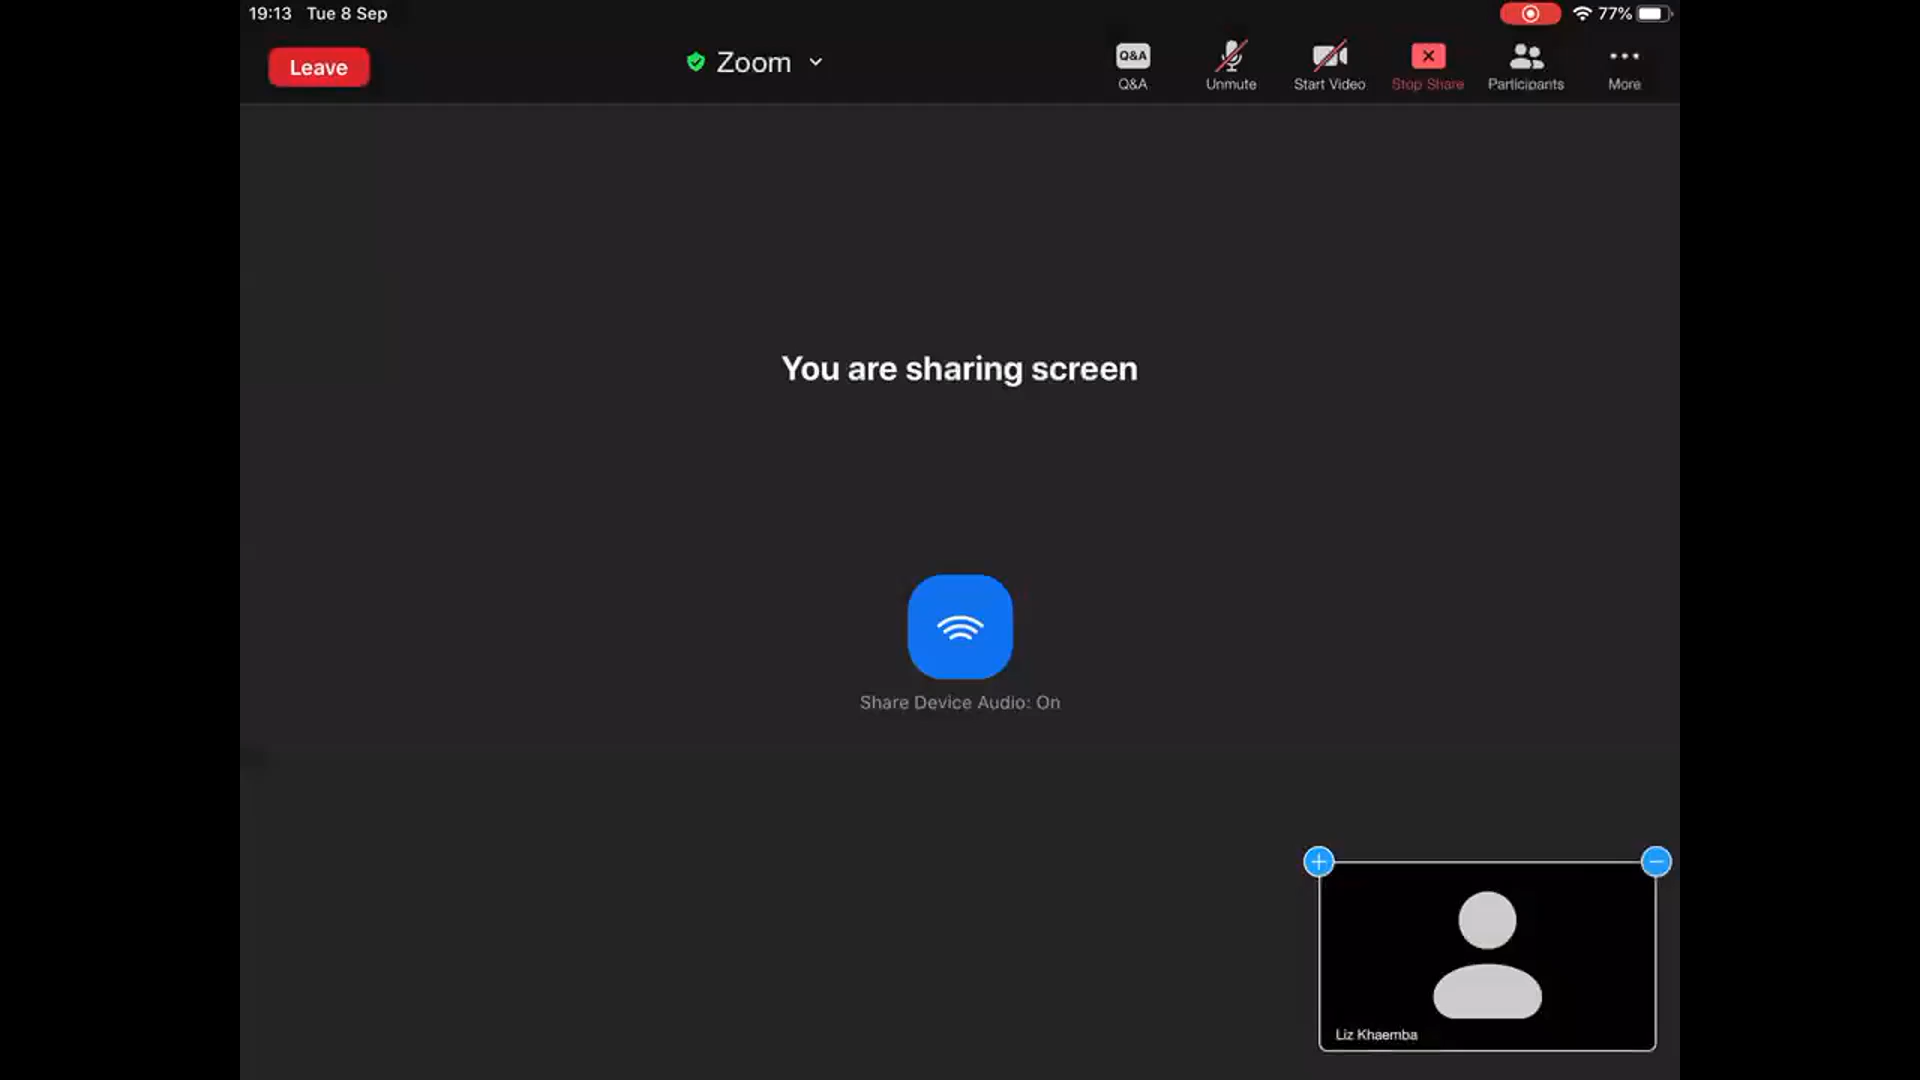 19:13 Tue 8 Sep
77%
Leave
Zoom
Q&A
Q&A
Unmute
Start Video
Stop Share
Participants
More
You are sharing screen
Share Device Audio: On
Liz Khaemba